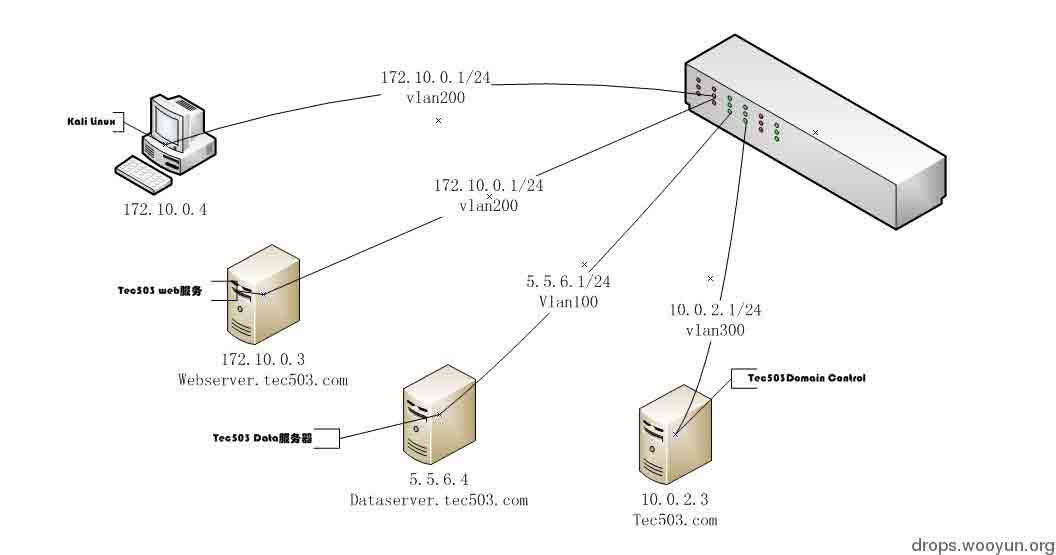 172.10.0.1/24
vlan200
Kali Linux
172.10.0.4
172.10.0.1/24
vlan200
Tec503 web服务
172.10.0.3
Webserver.tec503.com
5.5.6.1/24
Vlan100
10.0.2.1/24
vlan300
Tec503Domain Control
Tec503 Data服务器
5.5.6.4
Dataserver.tec503.com
10.0.2.3
Tec503.com
drops.wooyun.org